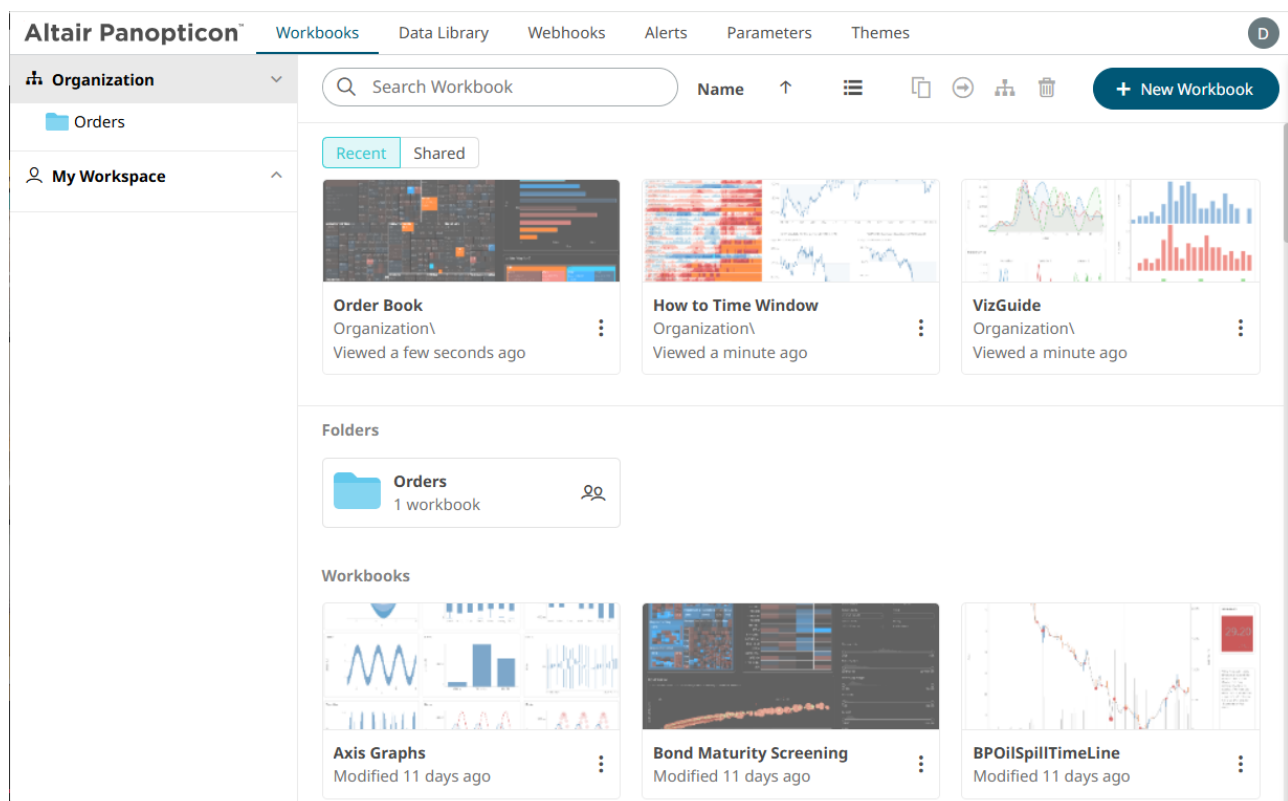 Altair Panopticon™
Workbooks
Data Library
Webhooks
Alerts
Parameters
Themes
D
Organization
Orders
My Workspace
Search Workbook
Name
+ New Workbook
Recent
Shared
Order Book
Organization\
Viewed a few seconds ago
How to Time Window
Organization\
Viewed a minute ago
VizGuide
Organization\
Viewed a minute ago
Folders
Orders
1 workbook
Workbooks
29.20
Axis Graphs
Modified 11 days ago
Bond Maturity Screening
Modified 11 days ago
BPOilSpillTimeLine
Modified 11 days ago